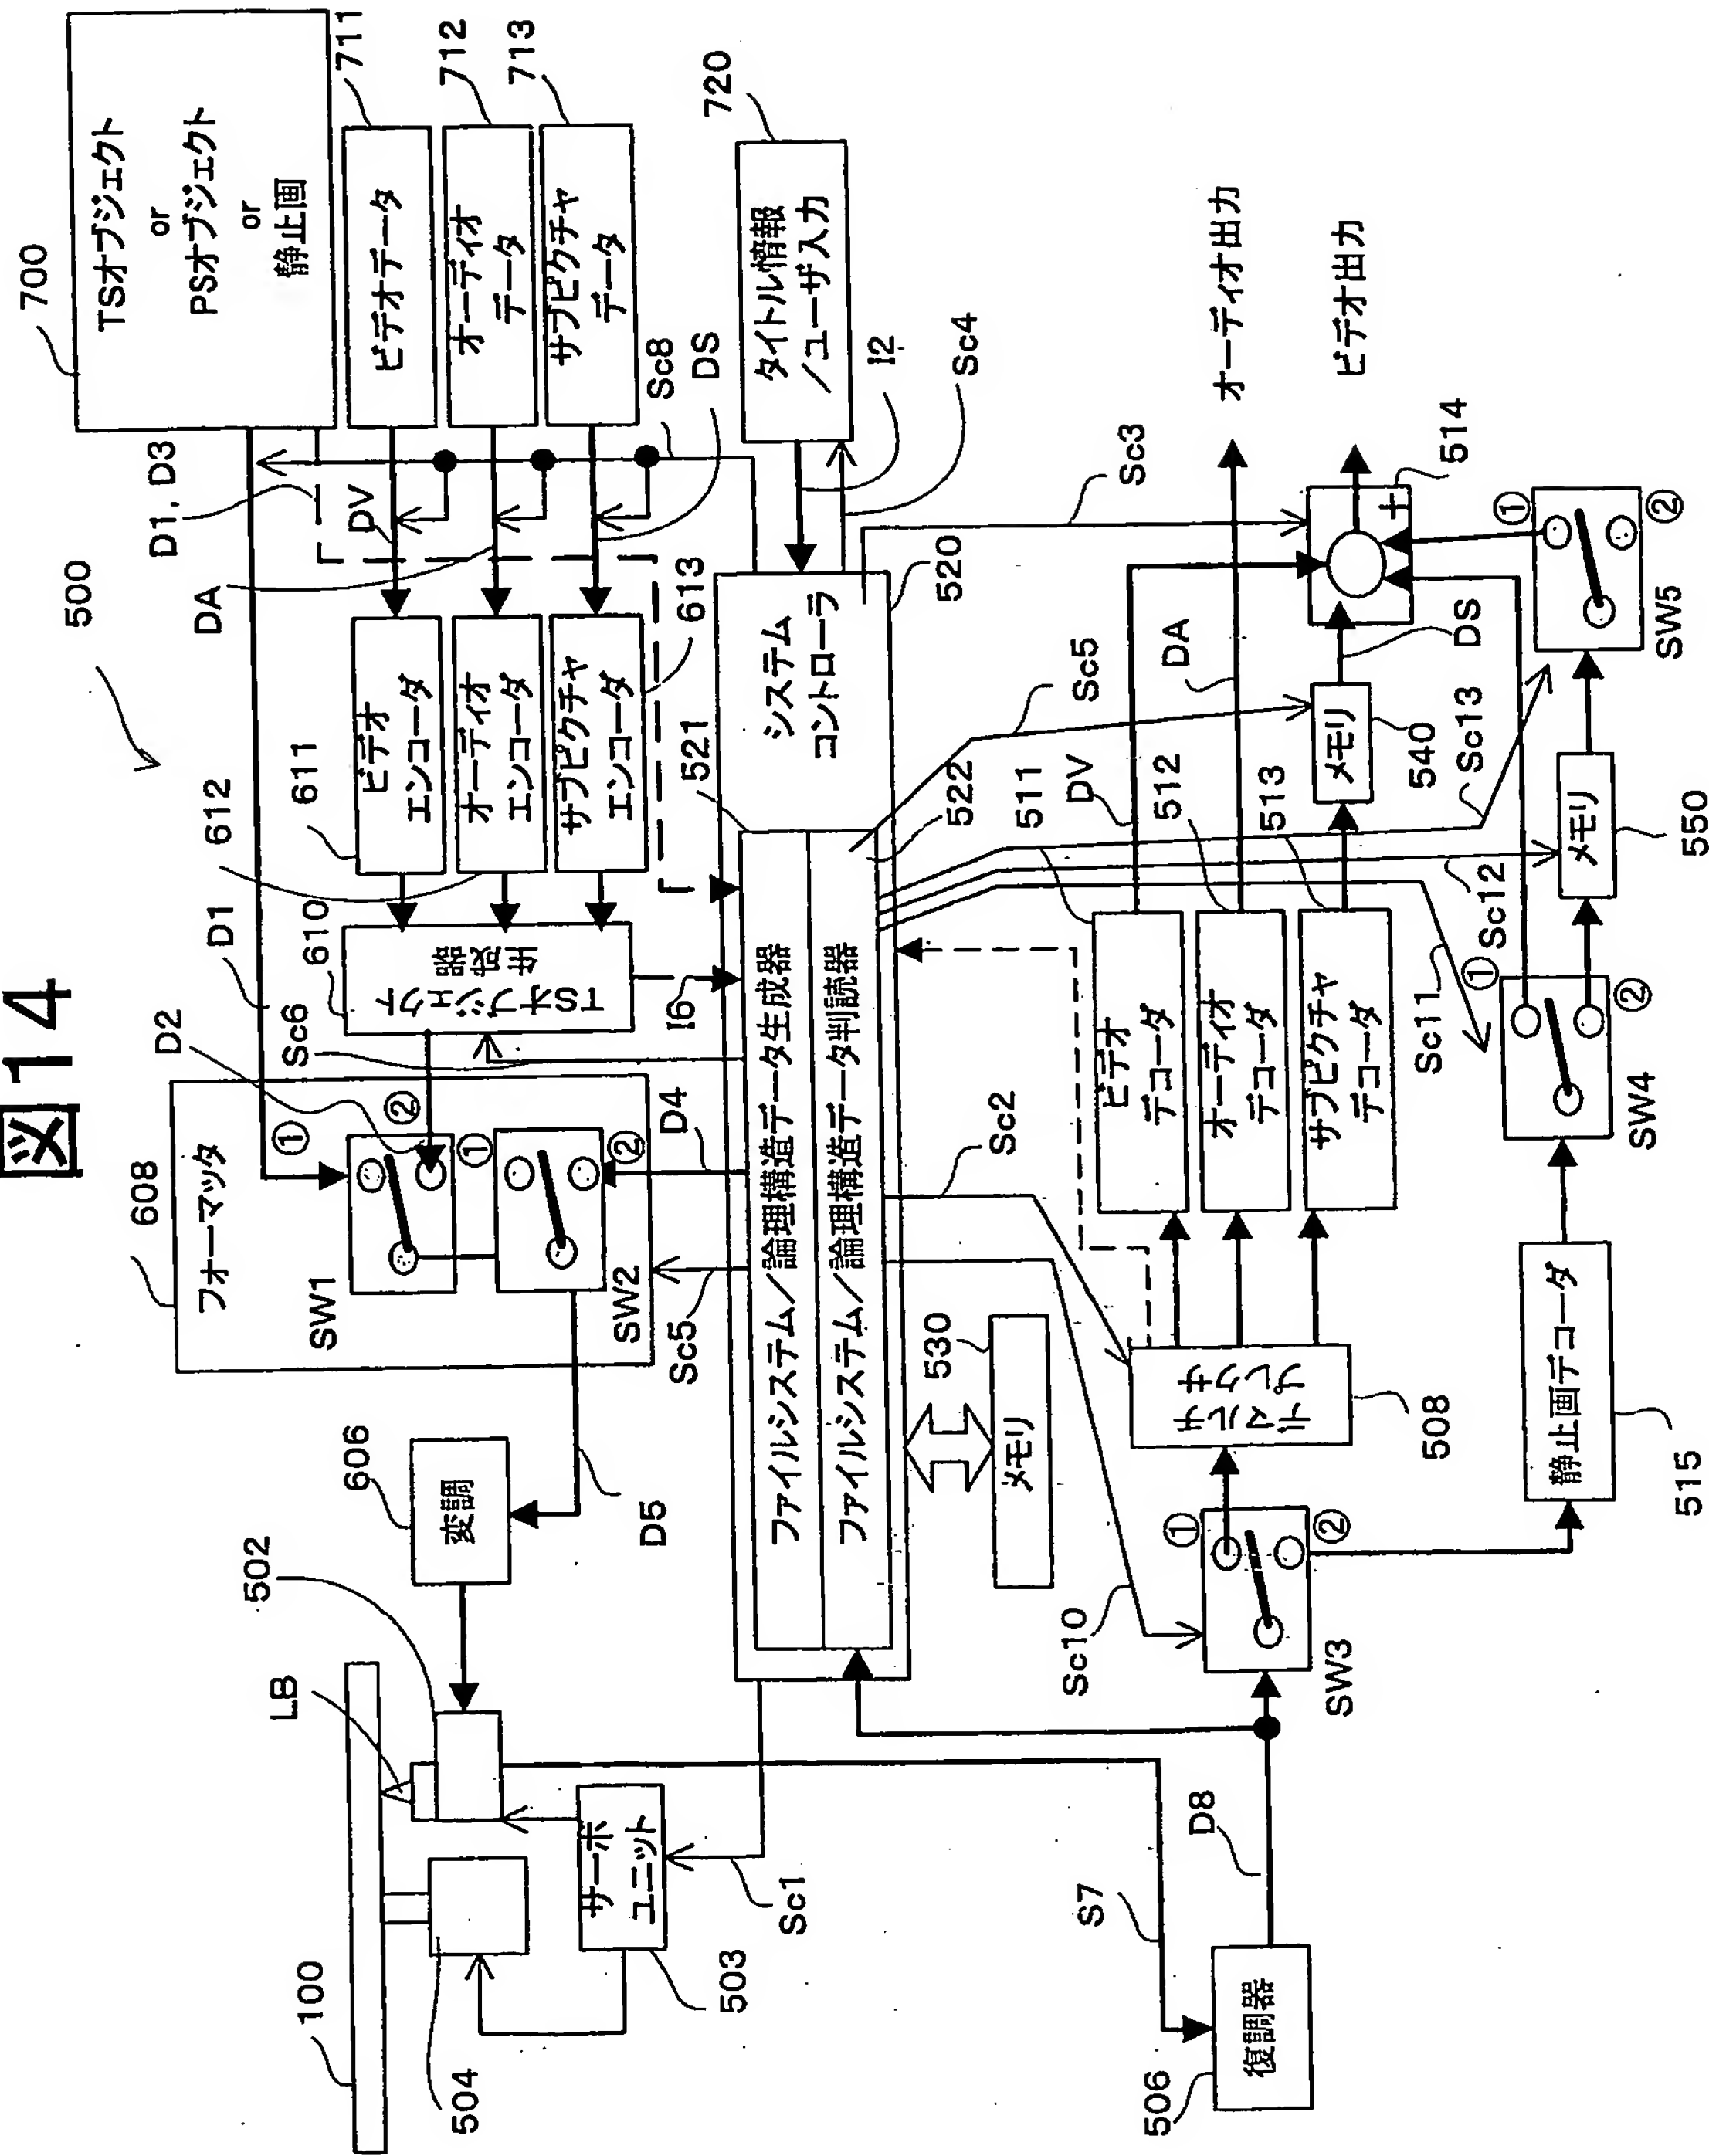 図14
500
700
TSオブジェクト
or
PSオブジェクト
or
静止画
711
ビデオデータ
712
オーディオ
データ
713
サブピクチャ
データ
720
タイトル情報
/ユーザ入力
D1, D3
DV
DA
DS
Sc8
I2
Sc4
D1
D2
Sc6
610
TSオブジェクト
生成器
611
ビデオ
エンコーダ
612
オーディオ
エンコーダ
613
サブピクチャ
エンコーダ
I6
608
フォーマッタ
SW1
①
②
SW2
①
②
D4
Sc5
D5
606
変調
502
LB
100
504
サーボ
ユニット
503
Sc1
520
システム
コントローラ
521
ファイルシステム/論理構造データ生成器
522
ファイルシステム/論理構造データ判読器
530
メモリ
Sc2
Sc10
Sc3
Sc5
Sc11
Sc12
Sc13
S7
D8
506
復調器
SW3
①
②
508
デマルチ
プレクサ
511
ビデオ
デコーダ
512
オーディオ
デコーダ
513
サブピクチャ
デコーダ
DV
DA
DS
540
メモリ
514
+
オーディオ出力
ビデオ出力
515
静止画デコーダ
SW4
①
②
550
メモリ
SW5
①
②